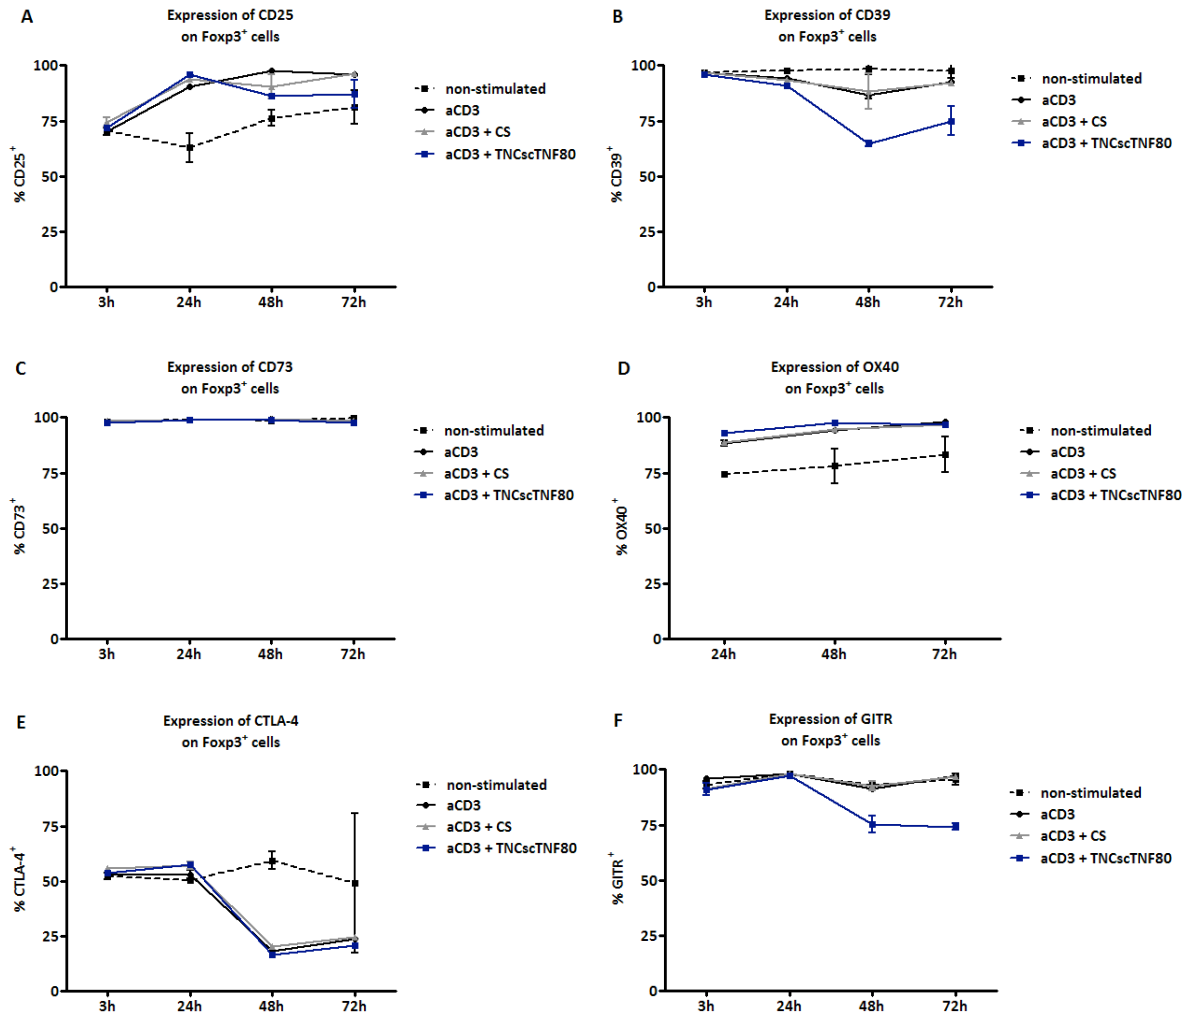 A
Expression of CD25
on Foxp3⁺ cells
100
75
50
25
0
% CD25⁺
3h 24h 48h 72h
non-stimulated
aCD3
aCD3 + CS
aCD3 + TNCscTNF80
B
Expression of CD39
on Foxp3⁺ cells
100
75
50
25
0
% CD39⁺
3h 24h 48h 72h
non-stimulated
aCD3
aCD3 + CS
aCD3 + TNCscTNF80
C
Expression of CD73
on Foxp3⁺ cells
100
75
50
25
0
% CD73⁺
3h 24h 48h 72h
non-stimulated
aCD3
aCD3 + CS
aCD3 + TNCscTNF80
D
Expression of OX40
on Foxp3⁺ cells
100
75
50
25
0
% OX40⁺
24h 48h 72h
non-stimulated
aCD3
aCD3 + CS
aCD3 + TNCscTNF80
E
Expression of CTLA-4
on Foxp3⁺ cells
100
75
50
25
0
% CTLA-4⁺
3h 24h 48h 72h
non-stimulated
aCD3
aCD3 + CS
aCD3 + TNCscTNF80
F
Expression of GITR
on Foxp3⁺ cells
100
75
50
25
0
% GITR⁺
3h 24h 48h 72h
non-stimulated
aCD3
aCD3 + CS
aCD3 + TNCscTNF80